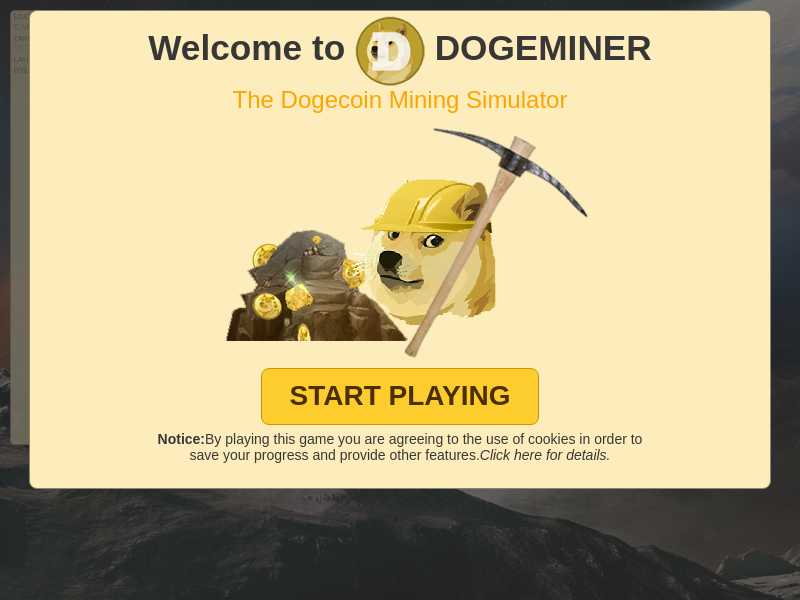 Welcome to DOGEMINER
The Dogecoin Mining Simulator
START PLAYING
Notice:By playing this game you are agreeing to the use of cookies in order to
save your progress and provide other features.Click here for details.